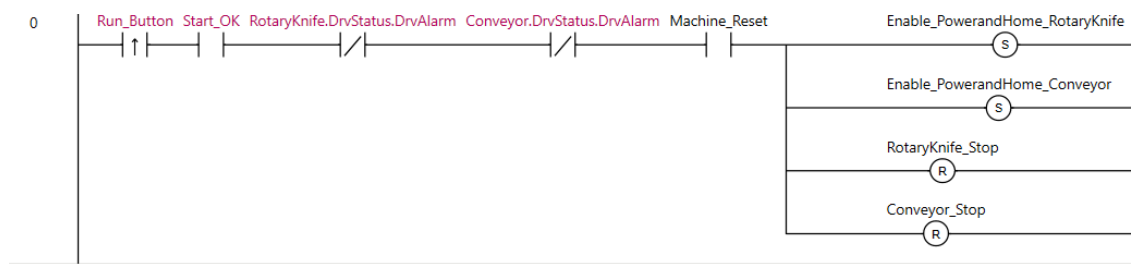 0 Run_Button Start_OK RotaryKnife.DrvStatus.DrvAlarm Conveyor.DrvStatus.DrvAlarm Machine_Reset Enable_PowerandHome_RotaryKnife
S
Enable_PowerandHome_Conveyor
S
RotaryKnife_Stop
R
Conveyor_Stop
R